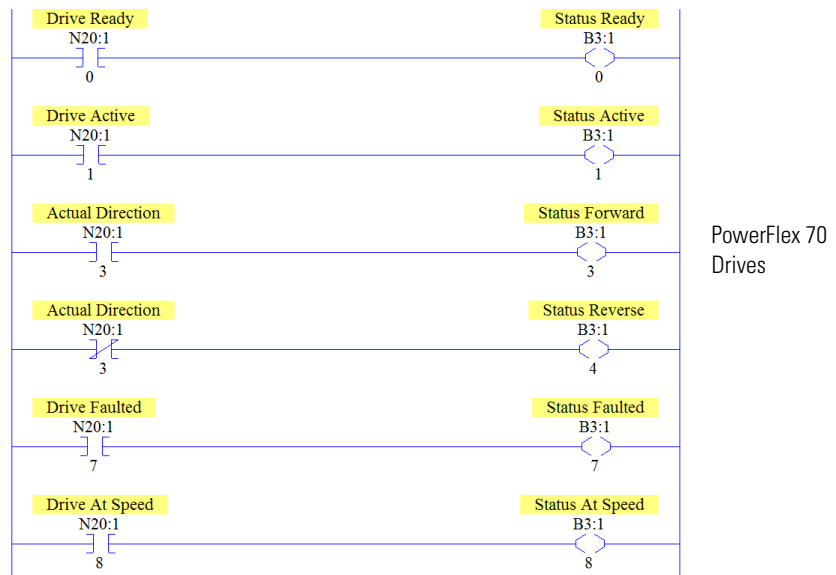 Drive Ready Status Ready
N20:1 B3:1
0 0
Drive Active Status Active
N20:1 B3:1
1 1
Actual Direction Status Forward
N20:1 B3:1
3 3
PowerFlex 70
Drives
Actual Direction Status Reverse
N20:1 B3:1
3 4
Drive Faulted Status Faulted
N20:1 B3:1
7 7
Drive At Speed Status At Speed
N20:1 B3:1
8 8